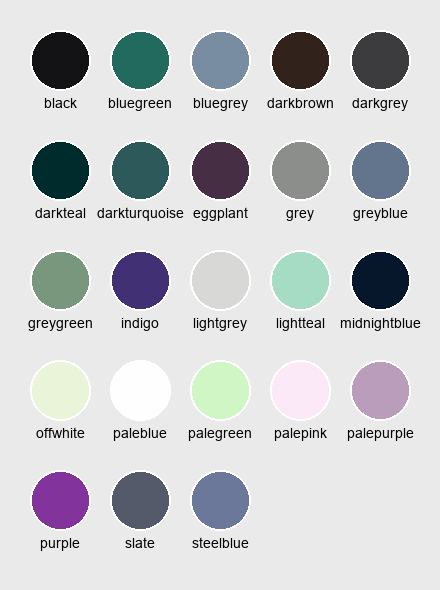 black bluegreen bluegrey darkbrown darkgrey
darkteal darkturquoise eggplant grey greyblue
greygreen indigo lightgrey lightteal midnightblue
offwhite paleblue palegreen palepink palepurple
purple slate steelblue